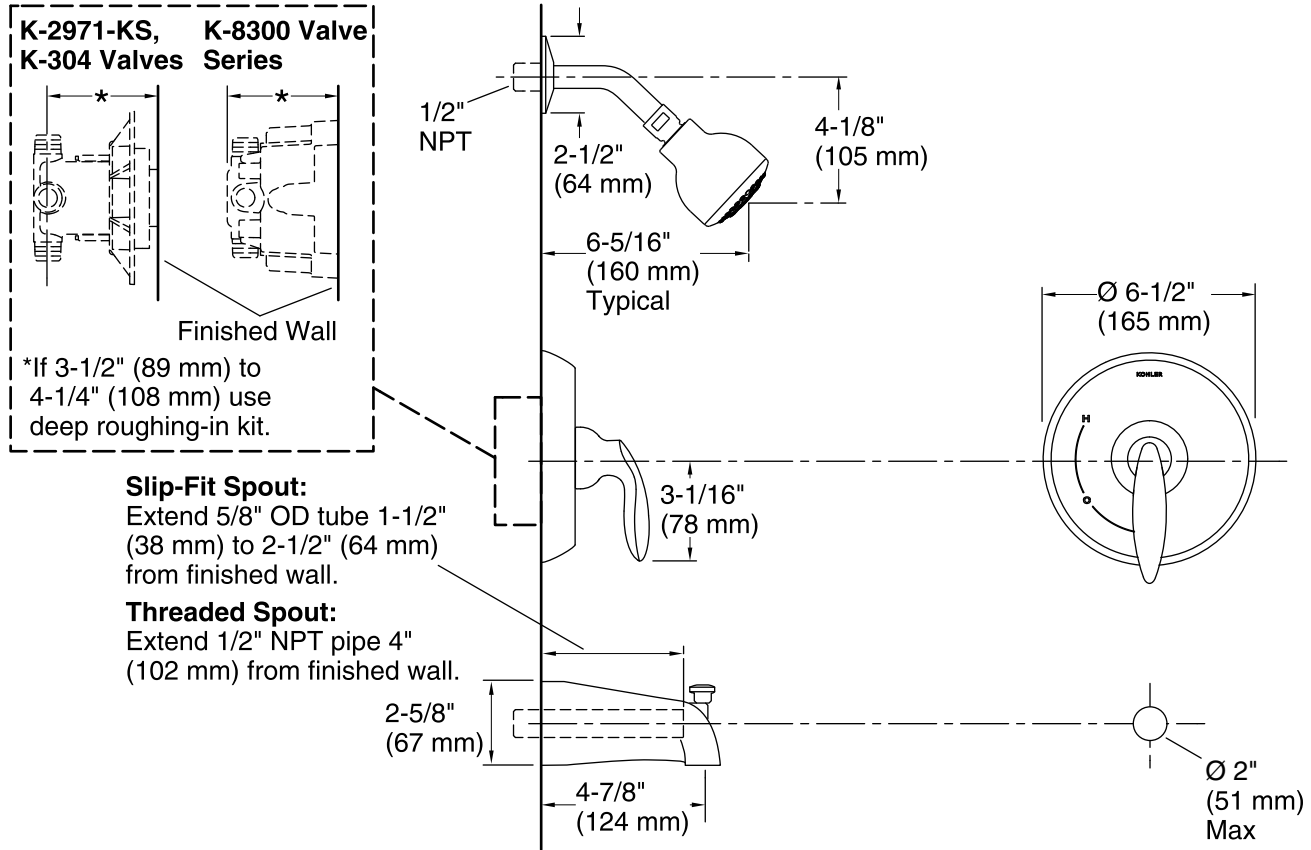 K-2971-KS,
K-304 Valves
K-8300 Valve
Series
*
*
Finished Wall
*If 3-1/2" (89 mm) to
4-1/4" (108 mm) use
deep roughing-in kit.
1/2"
NPT
2-1/2"
(64 mm)
4-1/8"
(105 mm)
6-5/16"
(160 mm)
Typical
Ø 6-1/2"
(165 mm)
KOHLER
H
O
3-1/16"
(78 mm)
Slip-Fit Spout:
Extend 5/8" OD tube 1-1/2"
(38 mm) to 2-1/2" (64 mm)
from finished wall.
Threaded Spout:
Extend 1/2" NPT pipe 4"
(102 mm) from finished wall.
2-5/8"
(67 mm)
4-7/8"
(124 mm)
Ø 2"
(51 mm)
Max